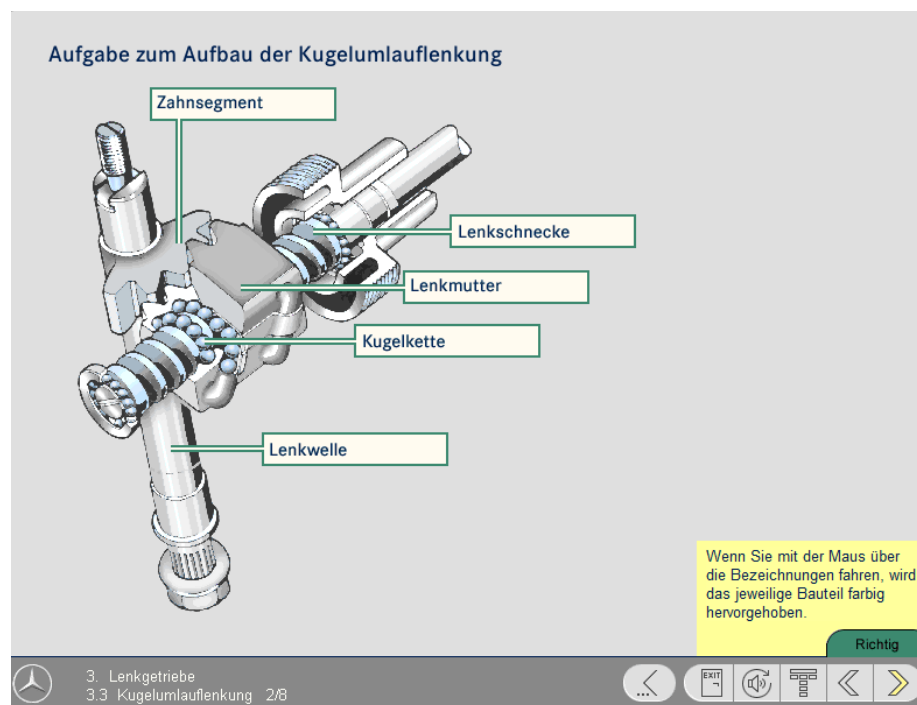 Aufgabe zum Aufbau der Kugelumlauflenkung
Zahnsegment
Lenkschnecke
Lenkmutter
Kugelkette
Lenkwelle
Wenn Sie mit der Maus über
die Bezeichnungen fahren, wird
das jeweilige Bauteil farbig
hervorgehoben.
Richtig
3. Lenkgetriebe
3.3 Kugelumlauflenkung 2/8
EXIT